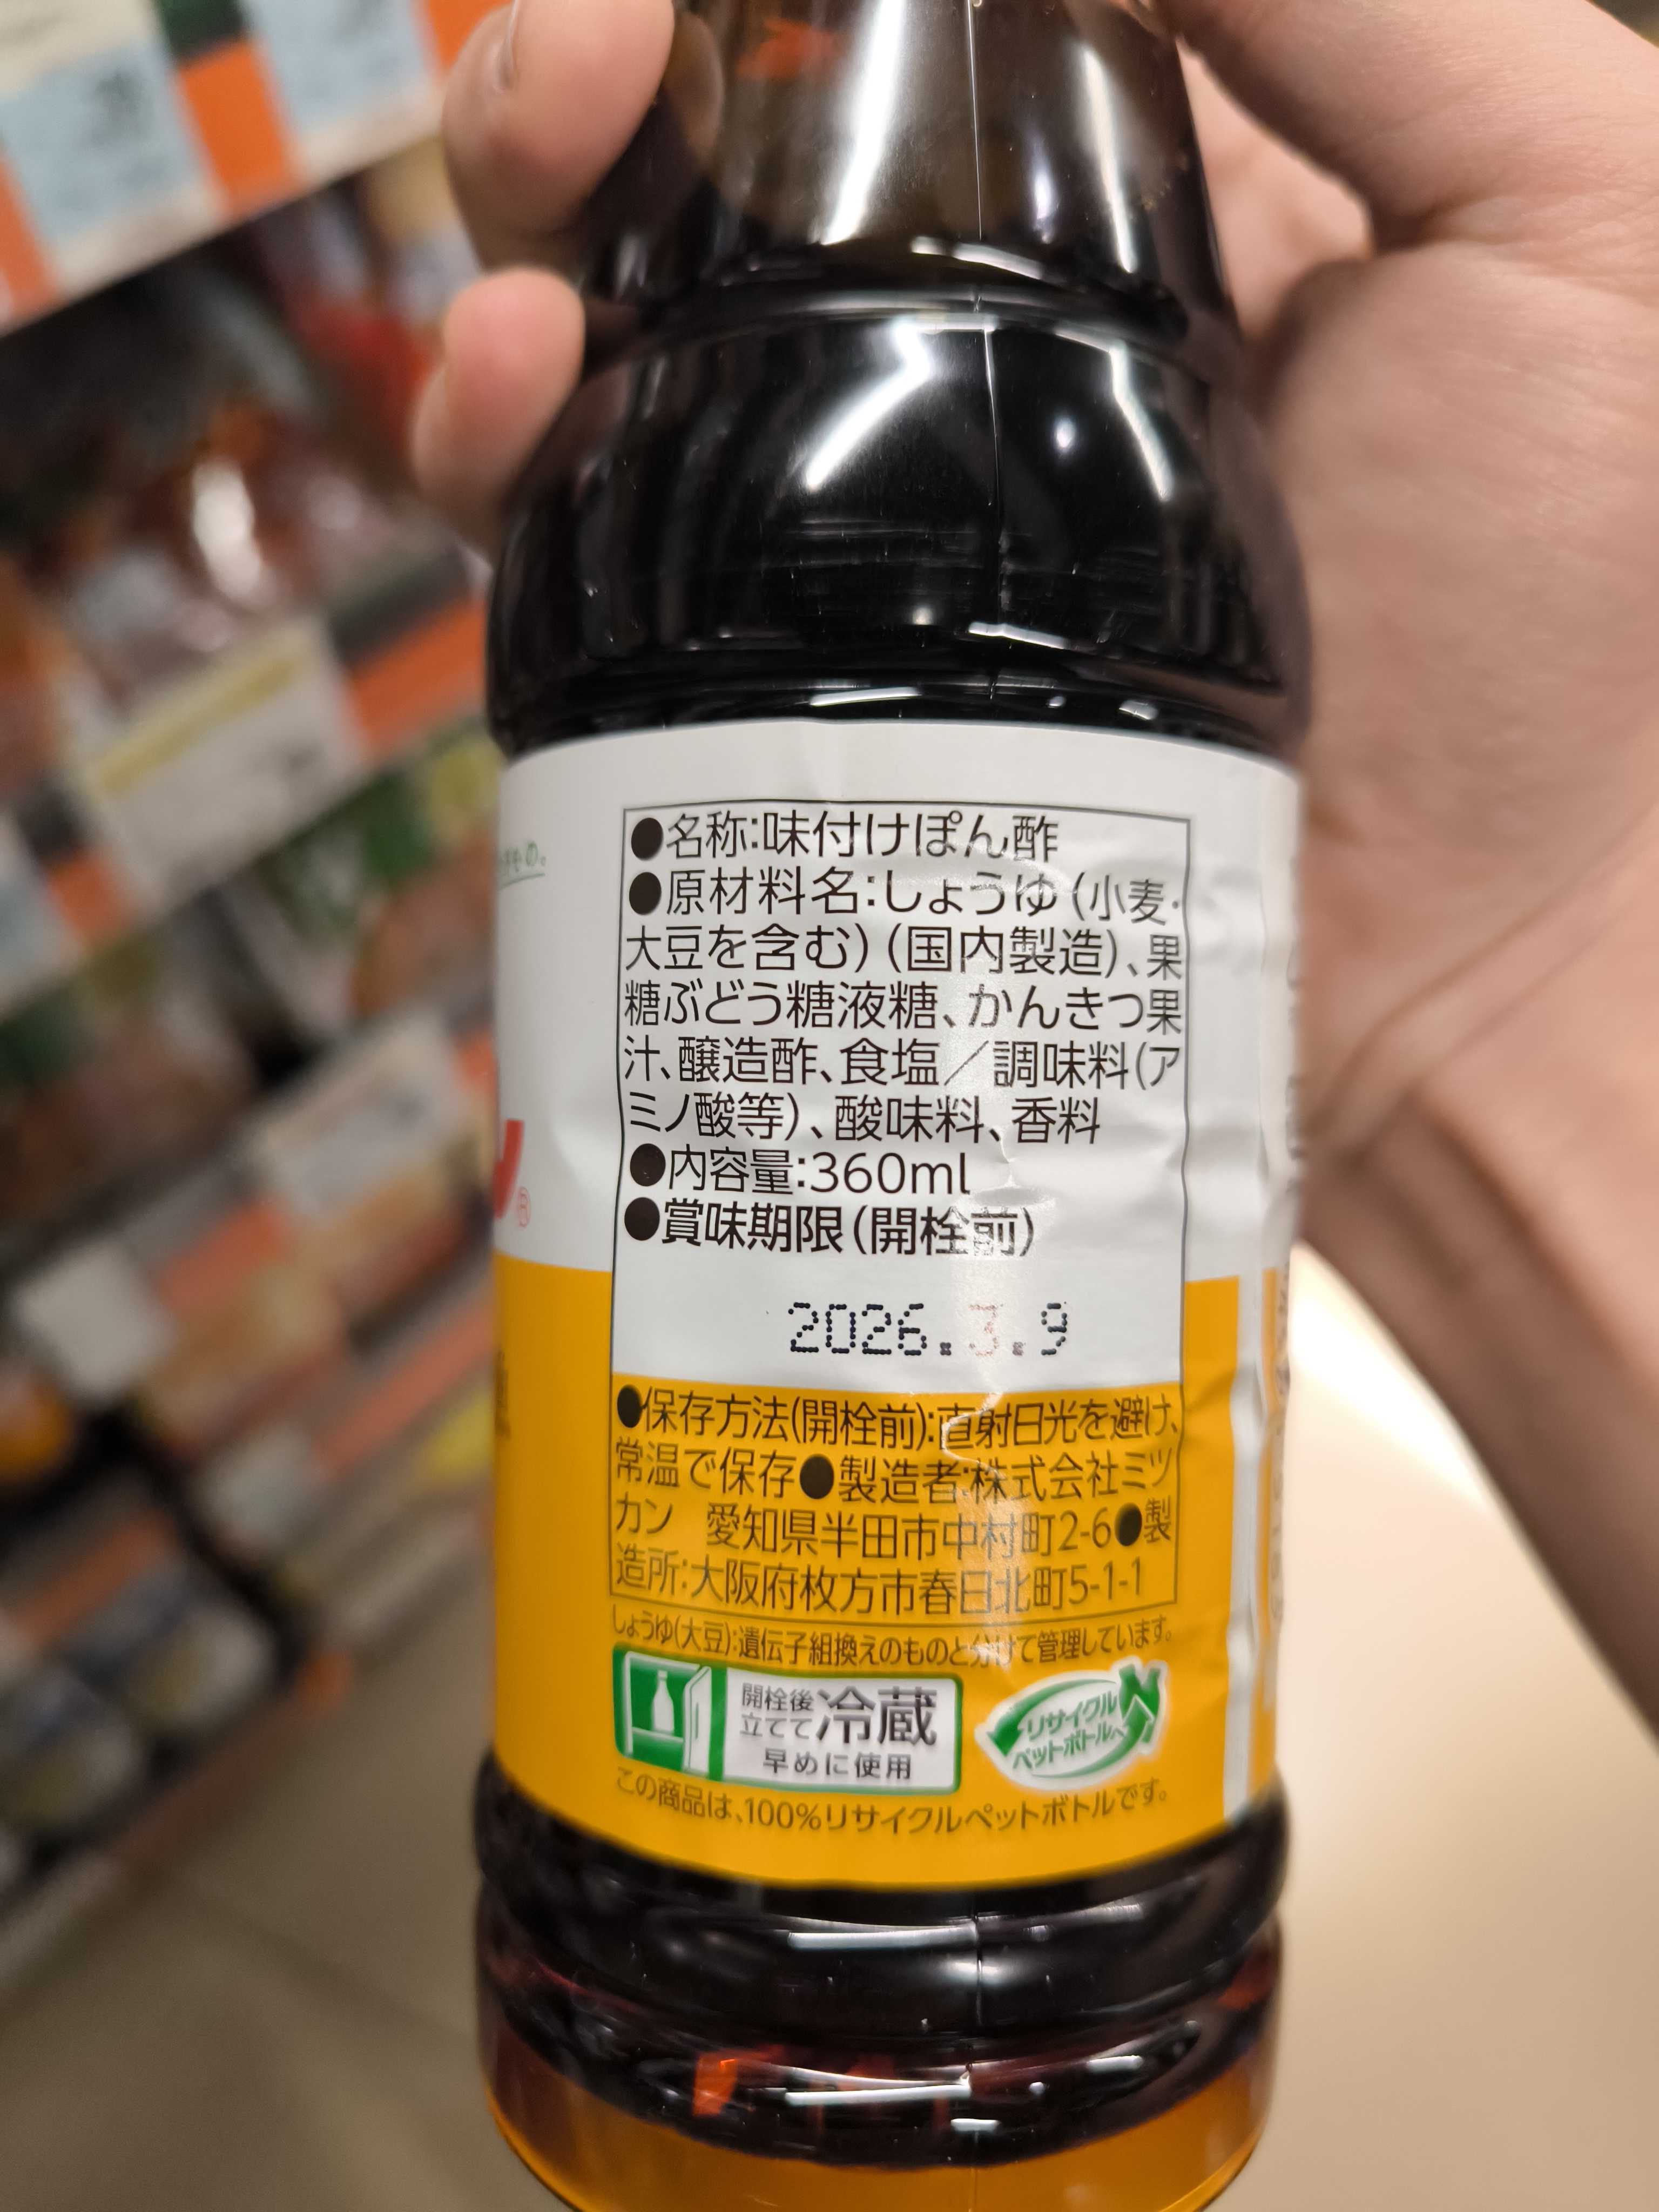 ●名称:味付けぽん酢
●原材料名:しょうゆ(小麦・
大豆を含む)(国内製造)、果
糖ぶどう糖液糖、かんきつ果
汁、醸造酢、食塩／調味料(ア
ミノ酸等)、酸味料、香料
●内容量:360ml
●賞味期限(開栓前)
2026.3.9
●保存方法(開栓前):直射日光を避け、
常温で保存●製造者:株式会社ミツ
カン 愛知県半田市中村町2-6●製
造所:大阪府枚方市春日北町5-1-1
しょうゆ(大豆):遺伝子組換えのものと分けて管理しています。
開栓後
立てて冷蔵
早めに使用
リサイクル
ペットボトルへ
この商品は、100%リサイクルペットボトルです。